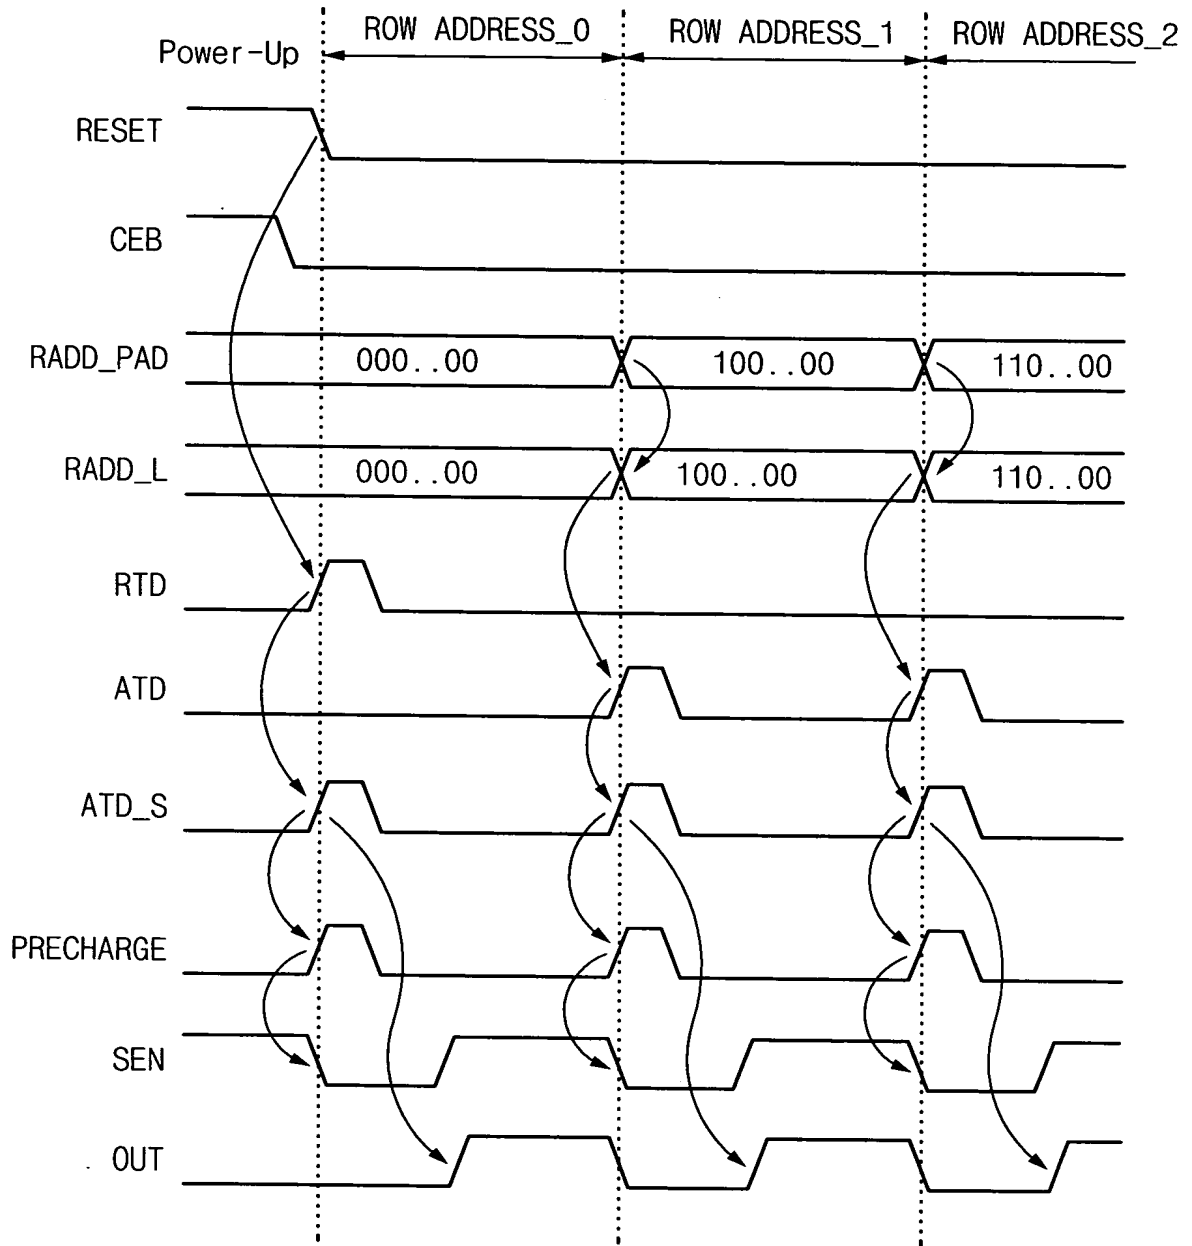 ROW ADDRESS_0 ROW ADDRESS_1 ROW ADDRESS_2
Power-Up
RESET
CEB
RADD_PAD 000..00 100..00 110..00
RADD_L 000..00 100..00 110..00
RTD
ATD
ATD_S
PRECHARGE
SEN
OUT